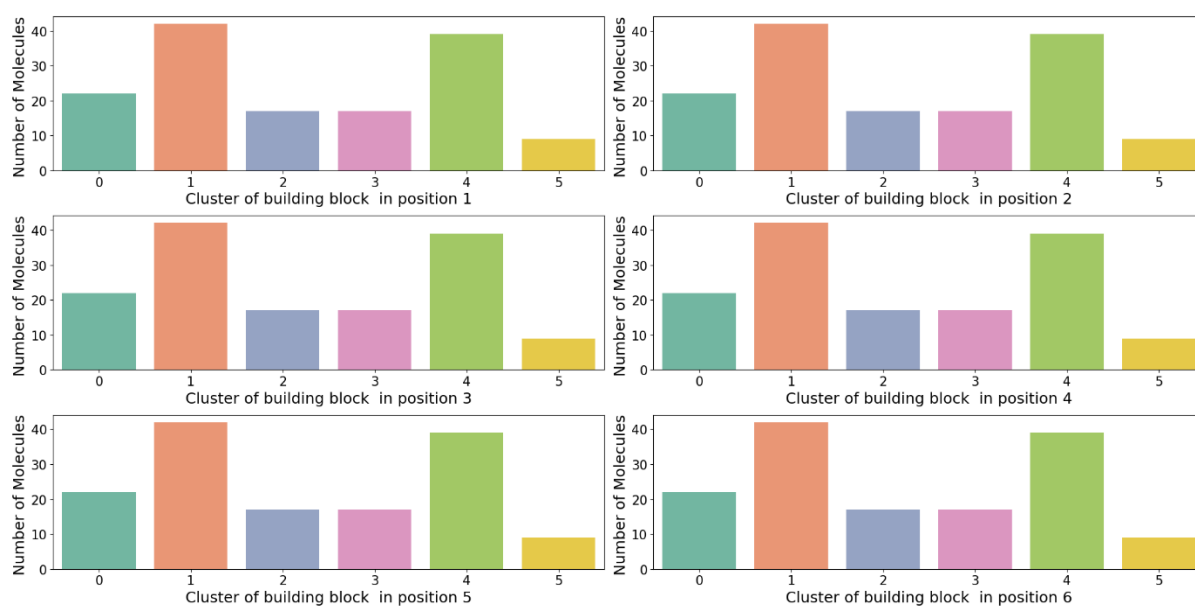 Number of Molecules
40
30
20
10
0
0 1 2 3 4 5
Cluster of building block in position 1
Number of Molecules
40
30
20
10
0
0 1 2 3 4 5
Cluster of building block in position 2
Number of Molecules
40
30
20
10
0
0 1 2 3 4 5
Cluster of building block in position 3
Number of Molecules
40
30
20
10
0
0 1 2 3 4 5
Cluster of building block in position 4
Number of Molecules
40
30
20
10
0
0 1 2 3 4 5
Cluster of building block in position 5
Number of Molecules
40
30
20
10
0
0 1 2 3 4 5
Cluster of building block in position 6